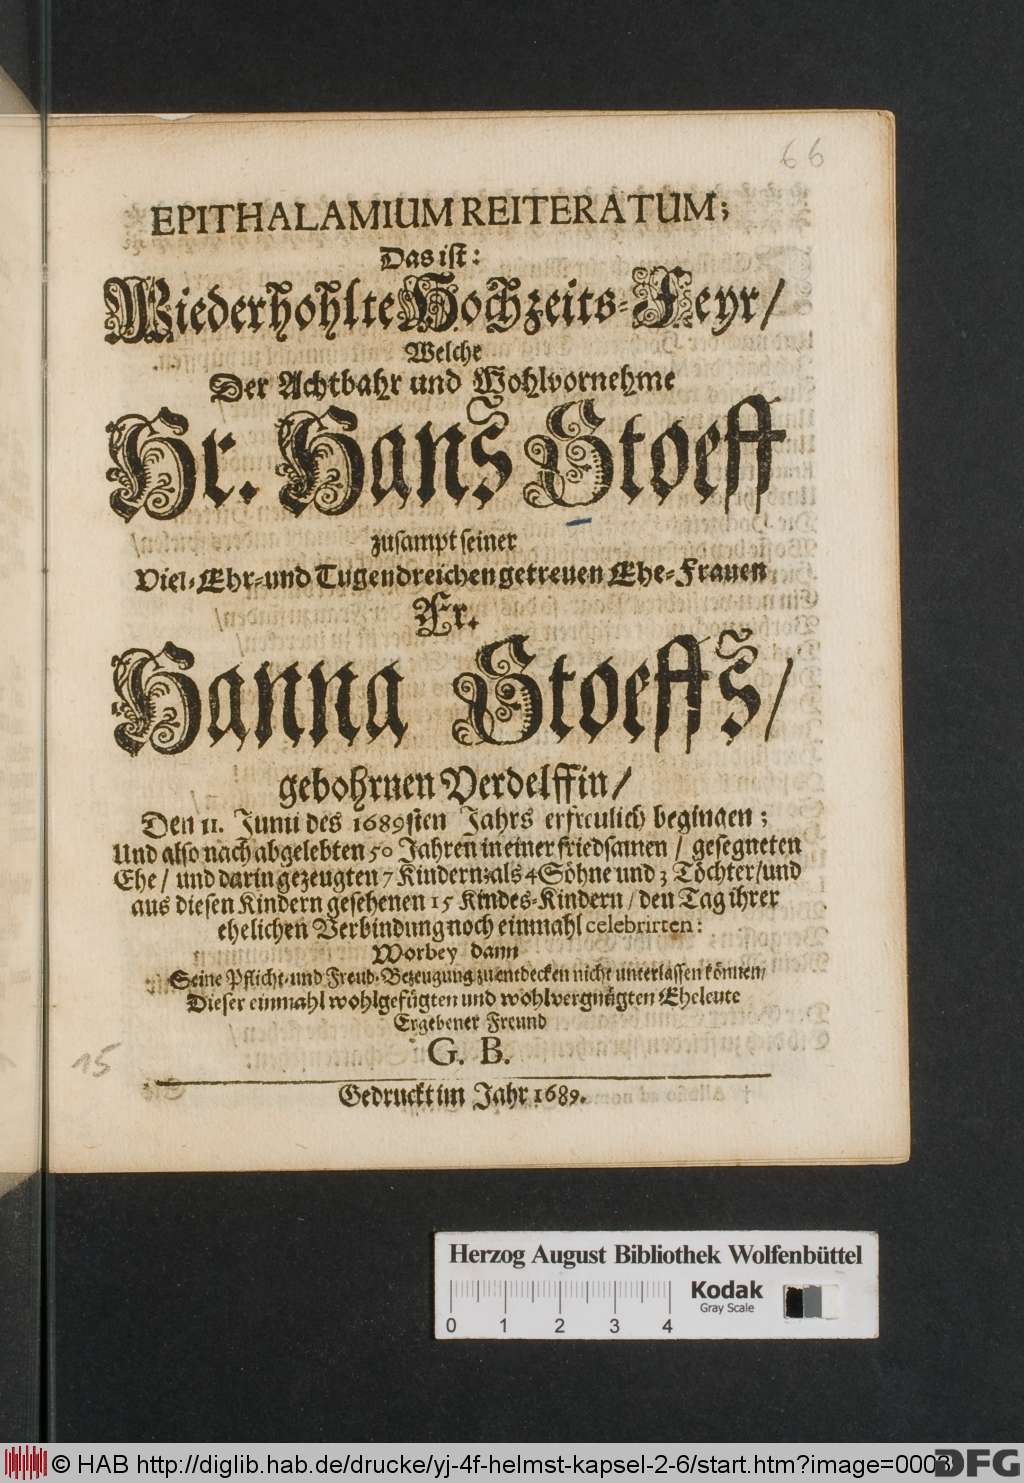 66
EPITHALAMIUM REITERATUM;
Das ist:
Wiederhohlte Hochzeits-Feyr/
Welche
Der Achtbahr und Wohlvornehme
Hr. Hanß Stoeff
zusampt seiner
Viel-Ehr-und Tugendreichen getreuen Ehe-Frauen
Fr.
Hanna Stoeffs/
gebohrnen Verdelffin/
Den 11. Junii des 1689sten Jahrs erfreulich begingen;
Und also nach abgelebten 50 Jahren in einer friedsamen/ gesegneten
Ehe/ und darin gezeugten 7 Kindern: als 4 Söhne und 3 Töchter/ und
aus diesen Kindern gesehenen 15 Kindes-Kindern/ den Tag ihrer
ehelichen Verbindung noch einmahl celebrirten:
Worbey dann
Seine Pflicht-und Freud-Bezeugung zu entdecken nicht unterlassen können/
Dieser einmahl wohlgefügten und wohlvergnügten Eheleute
Ergebener Freund
G. B.
15
Gedruckt im Jahr 1689.
Herzog August Bibliothek Wolfenbüttel
Kodak
Gray Scale
0 1 2 3 4
© HAB http://diglib.hab.de/drucke/yj-4f-helmst-kapsel-2-6/start.htm?image=0003
DFG